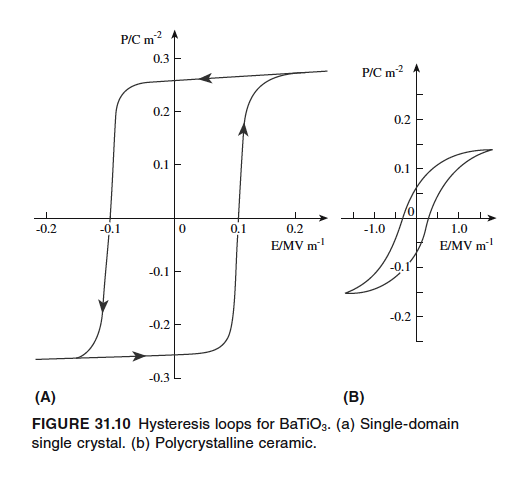 P/C m-2
0.3
0.2
0.1
-0.2 -0.1 0 0.1 0.2
E/MV m-1
-0.1
-0.2
-0.3
(A)
P/C m-2
0.2
0.1
0
-1.0 1.0
E/MV m-1
-0.1
-0.2
(B)
FIGURE 31.10 Hysteresis loops for BaTiO3. (a) Single-domain
single crystal. (b) Polycrystalline ceramic.